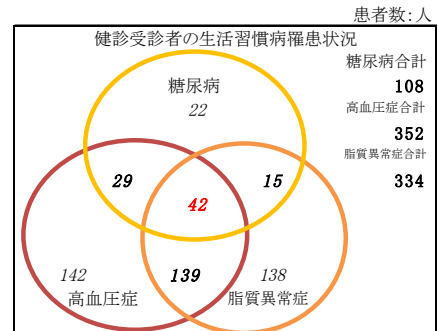 患者数：人
健診受診者の生活習慣病罹患状況
糖尿病合計
108
高血圧症合計
352
脂質異常症合計
334
糖尿病
22
29
15
42
142
139
138
高血圧症
脂質異常症